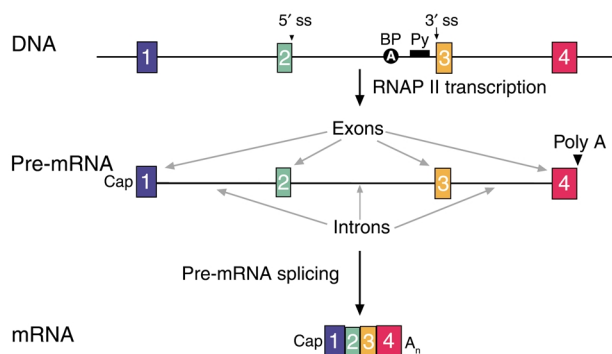 5′ ss
BP Py 3′ ss
DNA
1 2 A 3 4
RNAP II transcription
Exons
Poly A
Pre-mRNA
Cap 1 2 3 4
Introns
Pre-mRNA splicing
mRNA
Cap 1 2 3 4 An